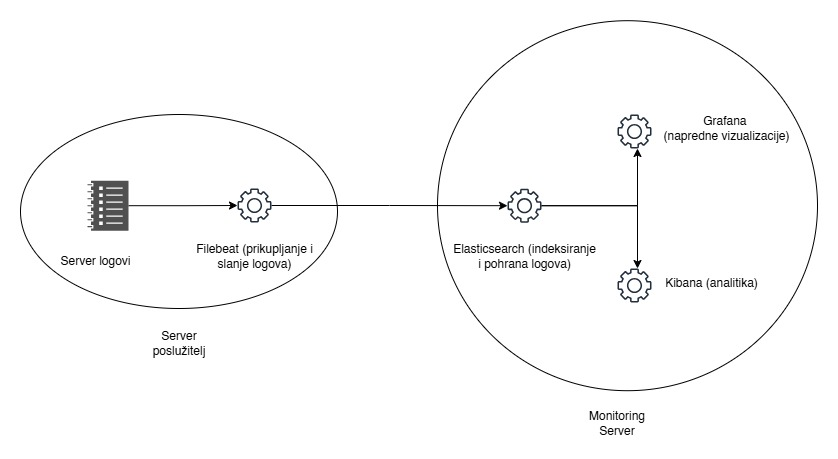 Server logovi
Filebeat (prikupljanje i
slanje logova)
Server
poslužitelj
Elasticsearch (indeksiranje
i pohrana logova)
Grafana
(napredne vizualizacije)
Kibana (analitika)
Monitoring
Server